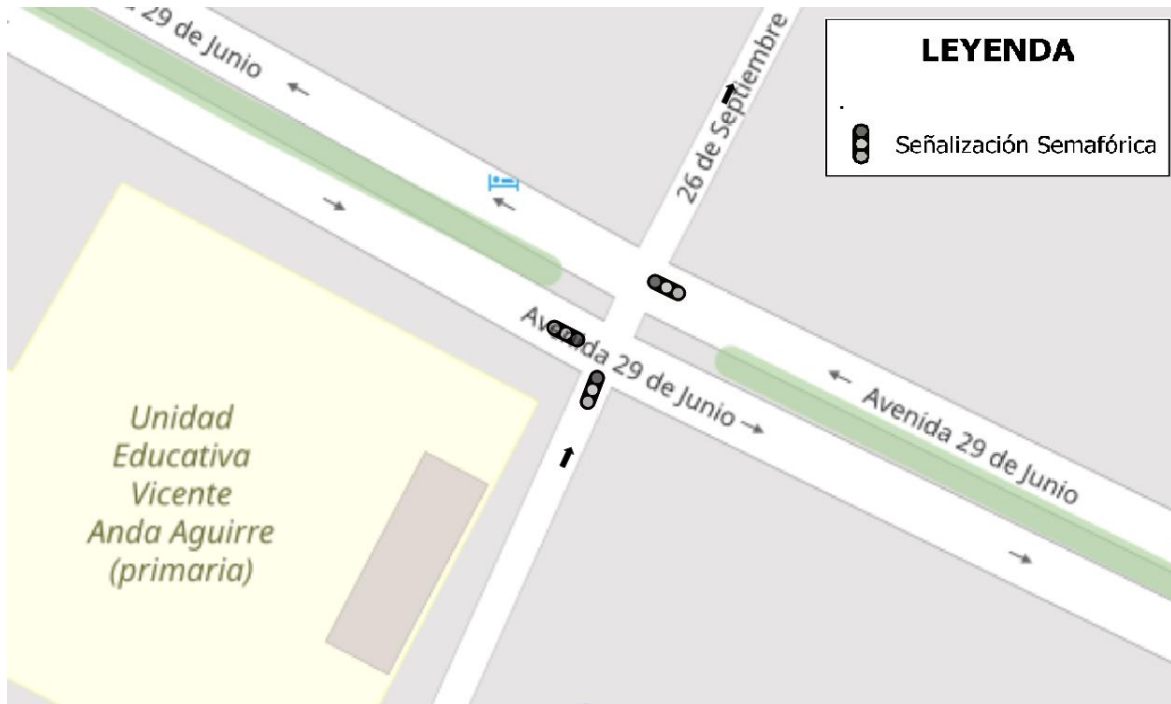 29 de Junio
26 de Septiembre
LEYENDA
.
Señalización Semafórica
Avenida 29 de Junio
Avenida 29 de Junio
Unidad
Educativa
Vicente
Anda Aguirre
(primaria)